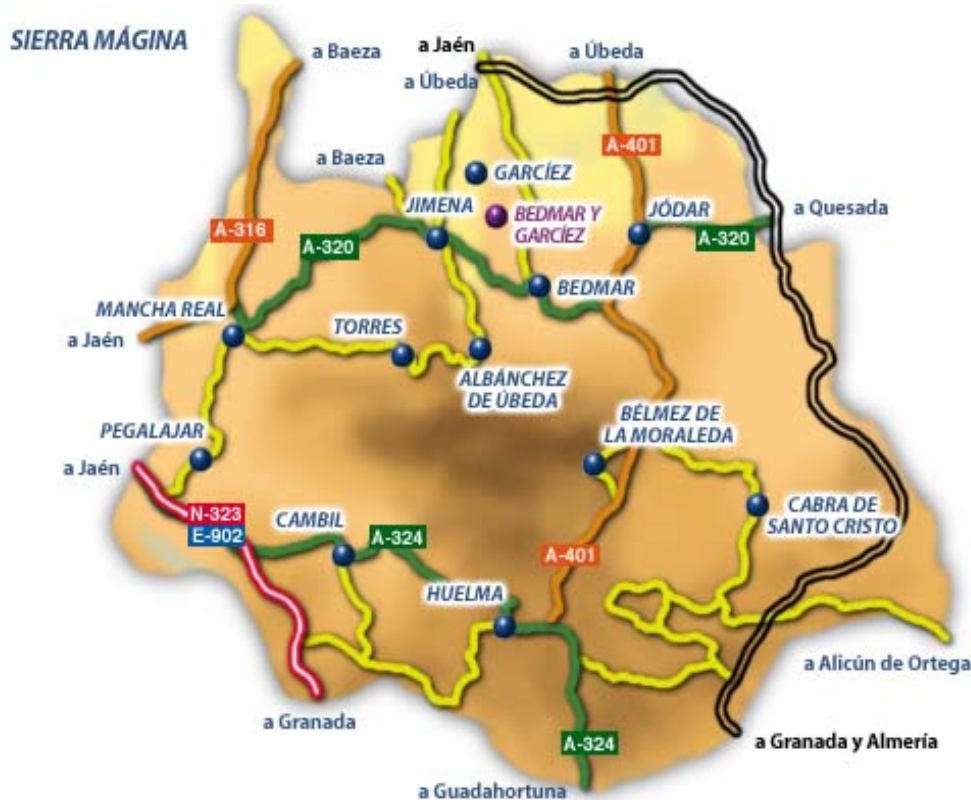 SIERRA MÁGINA
a Baeza
a Jaén
a Úbeda
a Úbeda
a Baeza
A-401
GARCÍEZ
JIMENA
BEDMAR Y
GARCÍEZ
JÓDAR
a Quesada
A-316
A-320
A-320
BEDMAR
MANCHA REAL
a Jaén
TORRES
ALBÁNCHEZ
DE ÚBEDA
BÉLMEZ DE
LA MORALEDA
PEGALAJAR
a Jaén
N-323
E-902
CAMBIL
A-324
CABRA DE
SANTO CRISTO
A-401
HUELMA
a Alicún de Ortega
a Granada
A-324
a Granada y Almería
a Guadahortuna